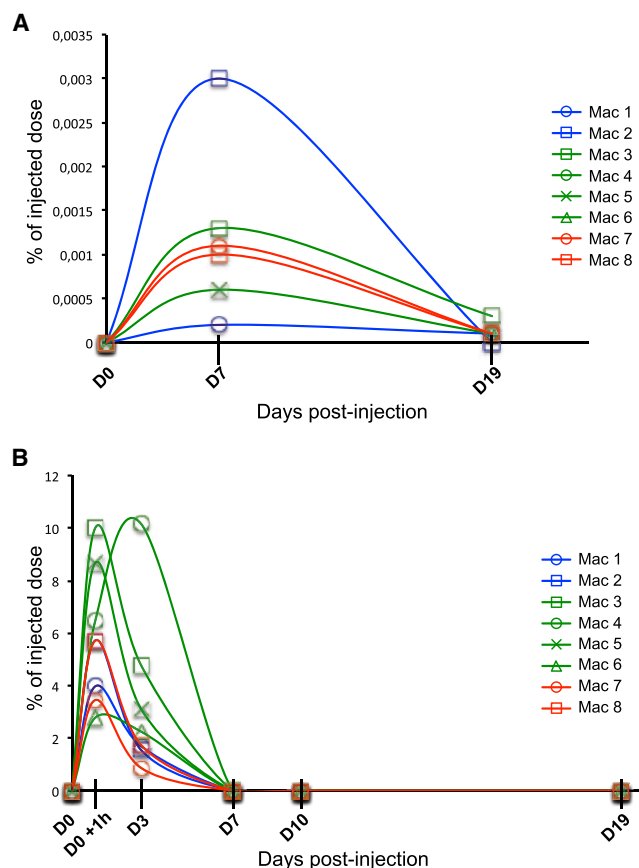 A
% of injected dose
0,0035
0,003
0,0025
0,002
0,0015
0,001
0,0005
0
D0
D7
D19
Days post-injection
Mac 1
Mac 2
Mac 3
Mac 4
Mac 5
Mac 6
Mac 7
Mac 8
B
% of injected dose
12
10
8
6
4
2
0
D0
D0 +1h
D3
D7
D10
D19
Days post-injection
Mac 1
Mac 2
Mac 3
Mac 4
Mac 5
Mac 6
Mac 7
Mac 8